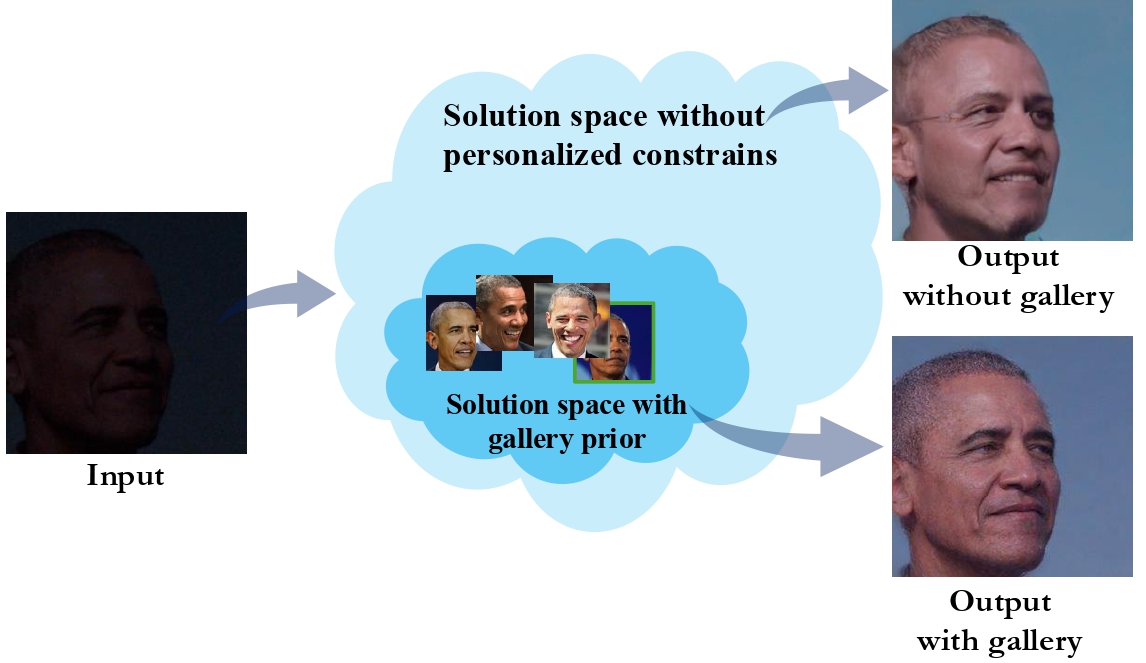 Solution space without
personalized constrains
Output
without gallery
Input
Solution space with
gallery prior
Output
with gallery